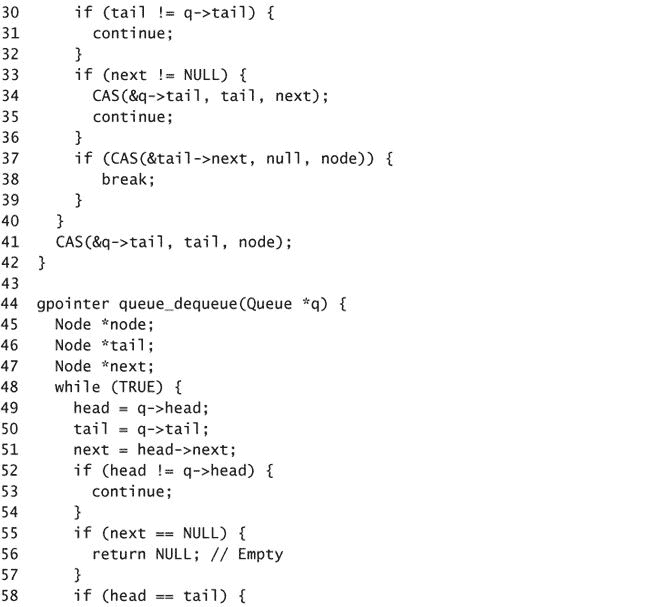 30 if (tail != q->tail) {
31 continue;
32 }
33 if (next != NULL) {
34 CAS(&q->tail, tail, next);
35 continue;
36 }
37 if (CAS(&tail->next, null, node)) {
38 break;
39 }
40 }
41 CAS(&q->tail, tail, node);
42 }
43
44 gpointer queue_dequeue(Queue *q) {
45 Node *node;
46 Node *tail;
47 Node *next;
48 while (TRUE) {
49 head = q->head;
50 tail = q->tail;
51 next = head->next;
52 if (head != q->head) {
53 continue;
54 }
55 if (next == NULL) {
56 return NULL; // Empty
57 }
58 if (head == tail) {